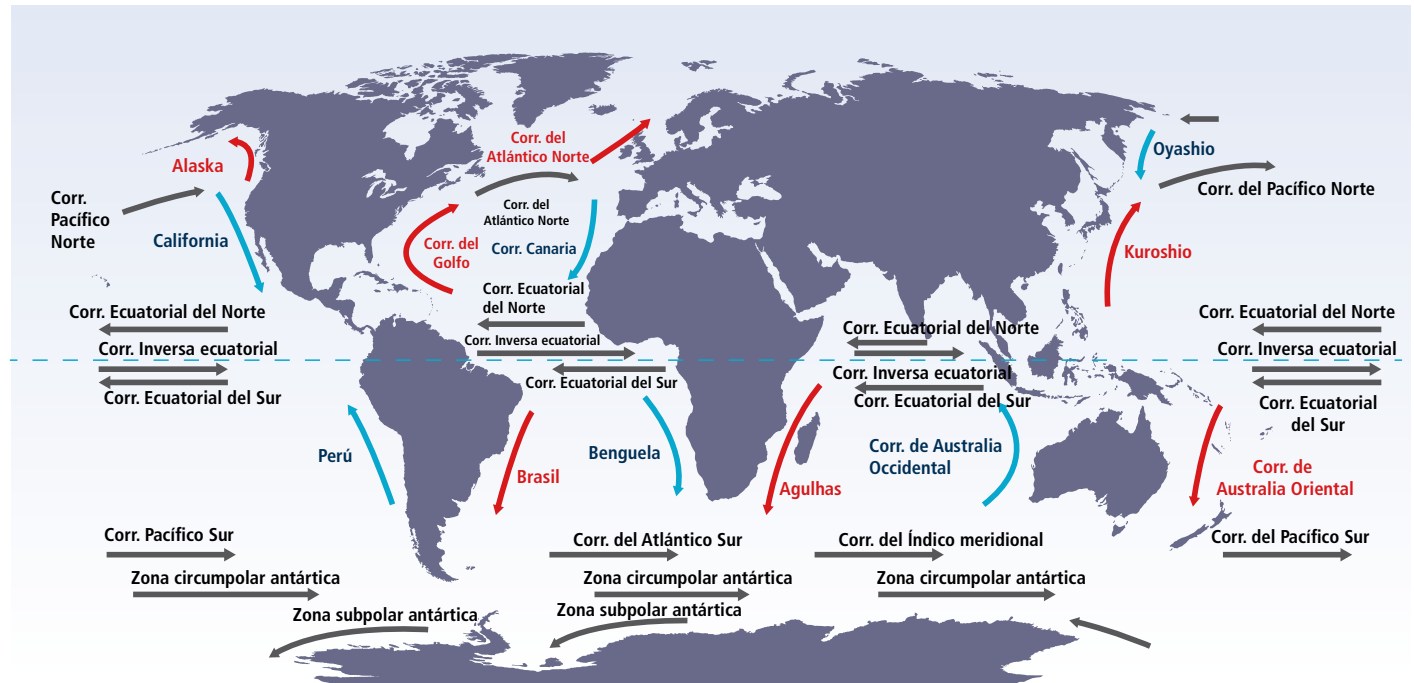 Corr. del
Atlántico Norte
Alaska
Oyashio
Corr.
Pacífico
Norte
Corr. del Pacífico Norte
Corr. del
Atlántico Norte
California
Corr. del
Golfo
Corr. Canaria
Kuroshio
Corr. Ecuatorial
del Norte
Corr. Ecuatorial del Norte
Corr. Ecuatorial del Norte
Corr. Ecuatorial del Norte
Corr. Inversa ecuatorial
Corr. Inversa ecuatorial
Corr. Inversa ecuatorial
Corr. Inversa ecuatorial
Corr. Ecuatorial del Sur
Corr. Ecuatorial del Sur
Corr. Ecuatorial del Sur
Corr. Ecuatorial
del Sur
Perú
Brasil
Benguela
Agulhas
Corr. de Australia
Occidental
Corr. de
Australia Oriental
Corr. Pacífico Sur
Corr. del Atlántico Sur
Corr. del Índico meridional
Corr. del Pacífico Sur
Zona circumpolar antártica
Zona circumpolar antártica
Zona circumpolar antártica
Zona subpolar antártica
Zona subpolar antártica